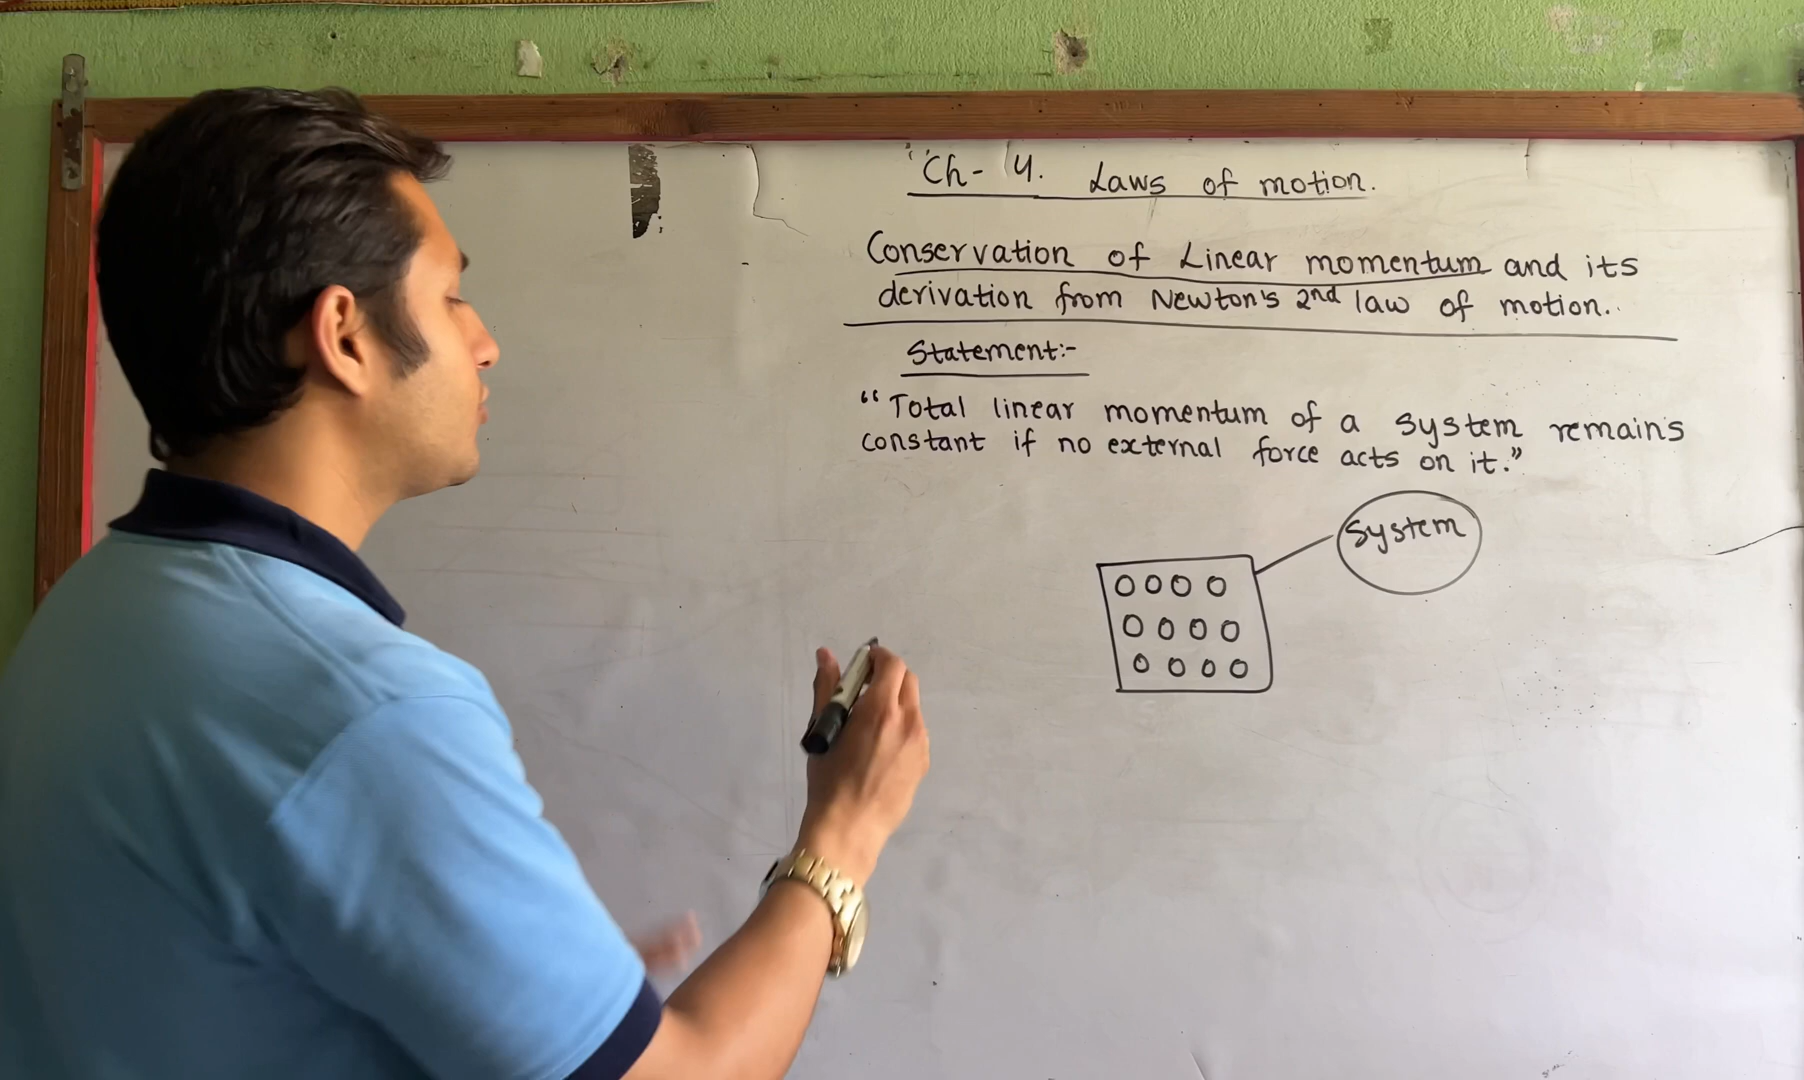 Ch- 4. Laws of motion.
Conservation of Linear momentum and its
derivation from Newton's 2nd law of motion..
Statement:-
“Total linear momentum of a system remains
constant if no external force acts on it.”
System